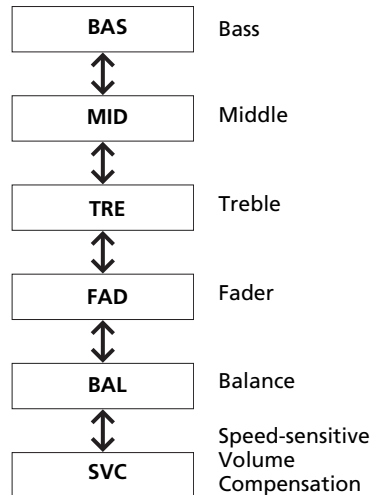 BAS Bass
MID Middle
TRE Treble
FAD Fader
BAL Balance
SVC Speed-sensitive
Volume
Compensation